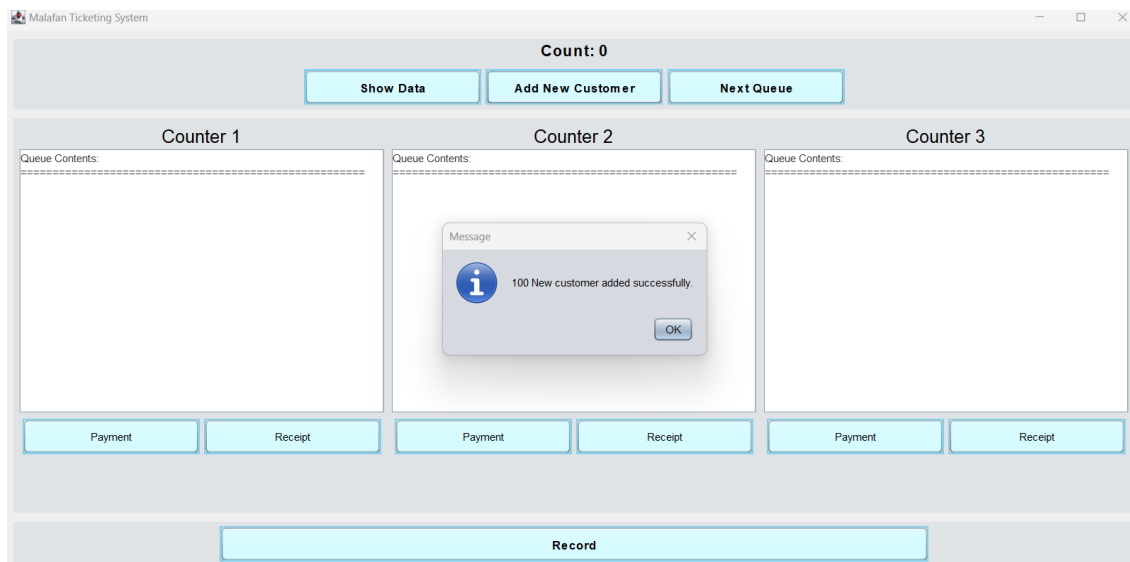 Malafan Ticketing System
Count: 0
Show Data
Add New Customer
Next Queue
Counter 1
Counter 2
Counter 3
Queue Contents:
=====================================================
Queue Contents:
=====================================================
Queue Contents:
=====================================================
Message
100 New customer added successfully.
OK
Payment
Receipt
Payment
Receipt
Payment
Receipt
Record